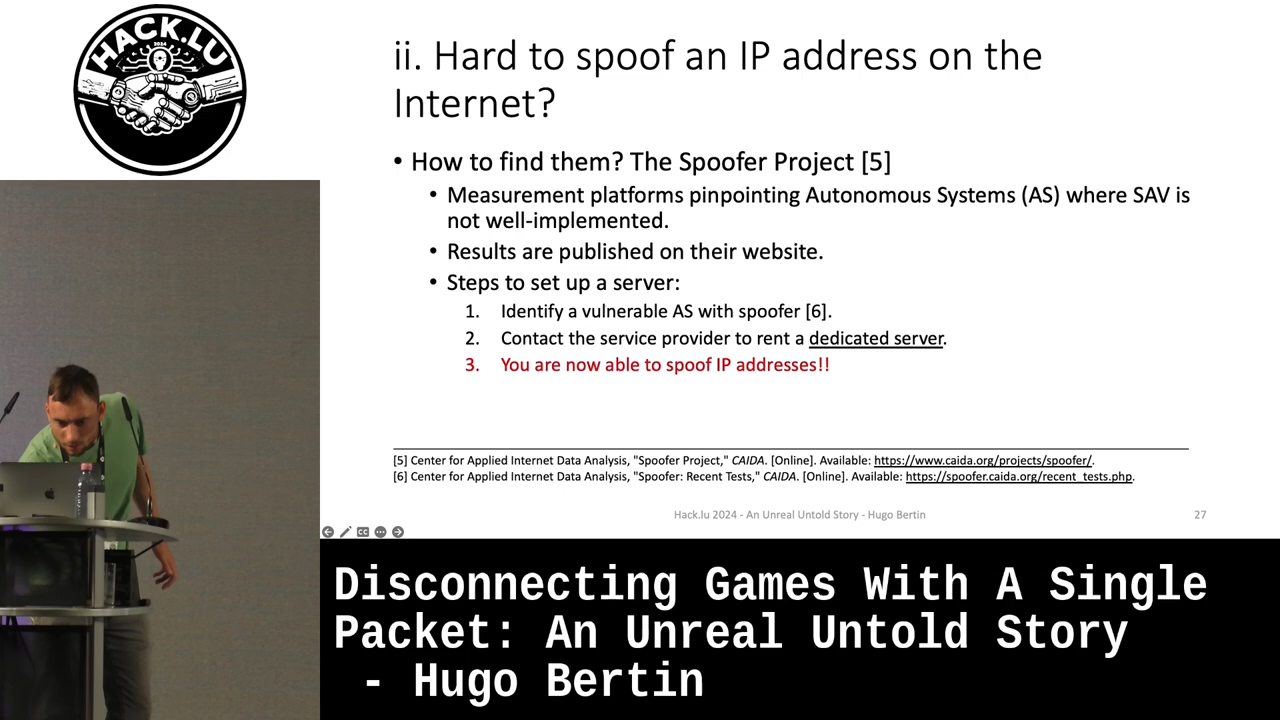 HACK.LU
2024
ii. Hard to spoof an IP address on the
Internet?
• How to find them? The Spoofer Project [5]
• Measurement platforms pinpointing Autonomous Systems (AS) where SAV is
not well-implemented.
• Results are published on their website.
• Steps to set up a server:
1. Identify a vulnerable AS with spoofer [6].
2. Contact the service provider to rent a dedicated server.
3. You are now able to spoof IP addresses!!
[5] Center for Applied Internet Data Analysis, "Spoofer Project," CAIDA. [Online]. Available: https://www.caida.org/projects/spoofer/.
[6] Center for Applied Internet Data Analysis, "Spoofer: Recent Tests," CAIDA. [Online]. Available: https://spoofer.caida.org/recent_tests.php.
Hack.lu 2024 - An Unreal Untold Story - Hugo Bertin
27
CC
Disconnecting Games With A Single
Packet: An Unreal Untold Story
- Hugo Bertin